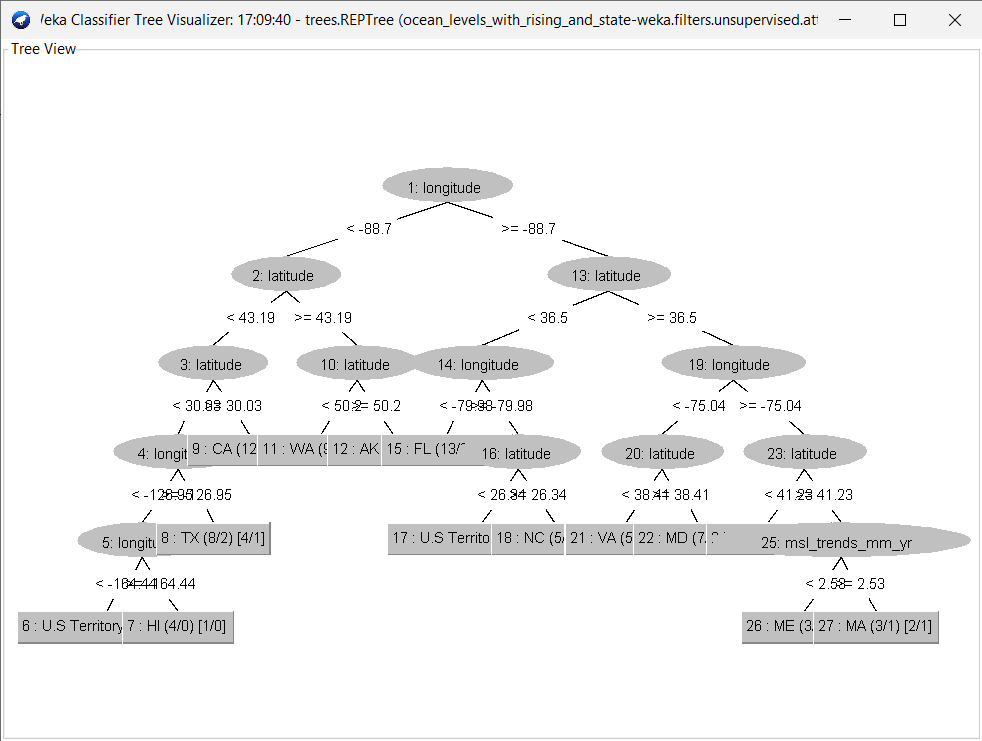 Weka Classifier Tree Visualizer: 17:09:40 - trees.REPTree (ocean_levels_with_rising_and_state-weka.filters.unsupervised.att
Tree View
1: longitude
< -88.7 >= -88.7
2: latitude 13: latitude
< 43.19 >= 43.19 < 36.5 >= 36.5
3: latitude 10: latitude 14: longitude 19: longitude
< 30.03 >= 30.03 < 50.2 >= 50.2 < -79.98 >= -79.98 < -75.04 >= -75.04
4: longit 9 : CA (12 11 : WA (9 12 : AK 15 : FL (13/ 16: latitude 20: latitude 23: latitude
< -126.95 >= -126.95 < 26.34 >= 26.34 < 38.41 >= 38.41 < 41.23 >= 41.23
5: longitu 8 : TX (8/2) [4/1] 17 : U.S Territo 18 : NC (5/ 21 : VA (5 22 : MD (7/ 25: msl_trends_mm_yr
< -164.44 >= -164.44 < 2.53 >= 2.53
6 : U.S Territory 7 : HI (4/0) [1/0] 26 : ME (3 27 : MA (3/1) [2/1]